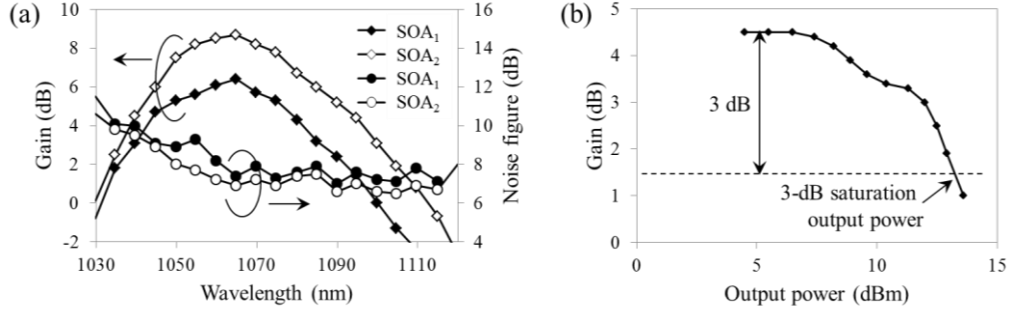 (a)
10
8
6
4
2
0
-2
Gain (dB)
1030
1050
1070
1090
1110
Wavelength (nm)
16
14
12
10
8
6
4
Noise figure (dB)
SOA1
SOA2
SOA1
SOA2
(b)
5
4
3
2
1
0
Gain (dB)
3 dB
3-dB saturation
output power
0
5
10
15
Output power (dBm)